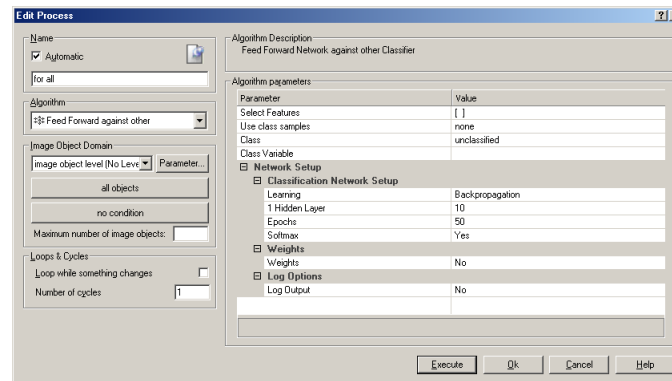 Edit Process
Name
Automatic
for all
Algorithm
Feed Forward against other
Image Object Domain
image object level (No Leve
Parameter...
all objects
no condition
Maximum number of image objects:
Loops & Cycles
Loop while something changes
Number of cycles
1
Algorithm Description
Feed Forward Network against other Classifier
Algorithm parameters
Parameter Value
Select Features [ ]
Use class samples none
Class unclassified
Class Variable
Network Setup
Classification Network Setup
Learning Backpropagation
1 Hidden Layer 10
Epochs 50
Softmax Yes
Weights
Weights No
Log Options
Log Output No
Execute Ok Cancel Help